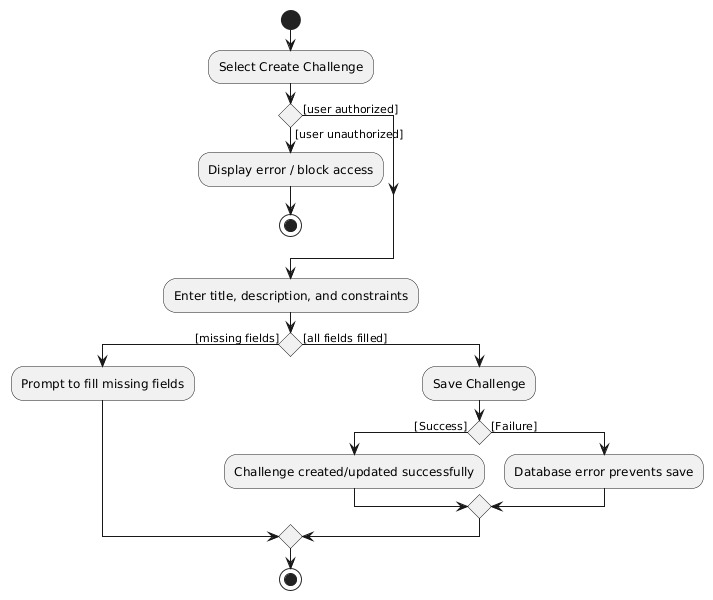 Select Create Challenge
[user authorized]
[user unauthorized]
Display error / block access
Enter title, description, and constraints
[missing fields]
[all fields filled]
Prompt to fill missing fields
Save Challenge
[Success]
[Failure]
Challenge created/updated successfully
Database error prevents save